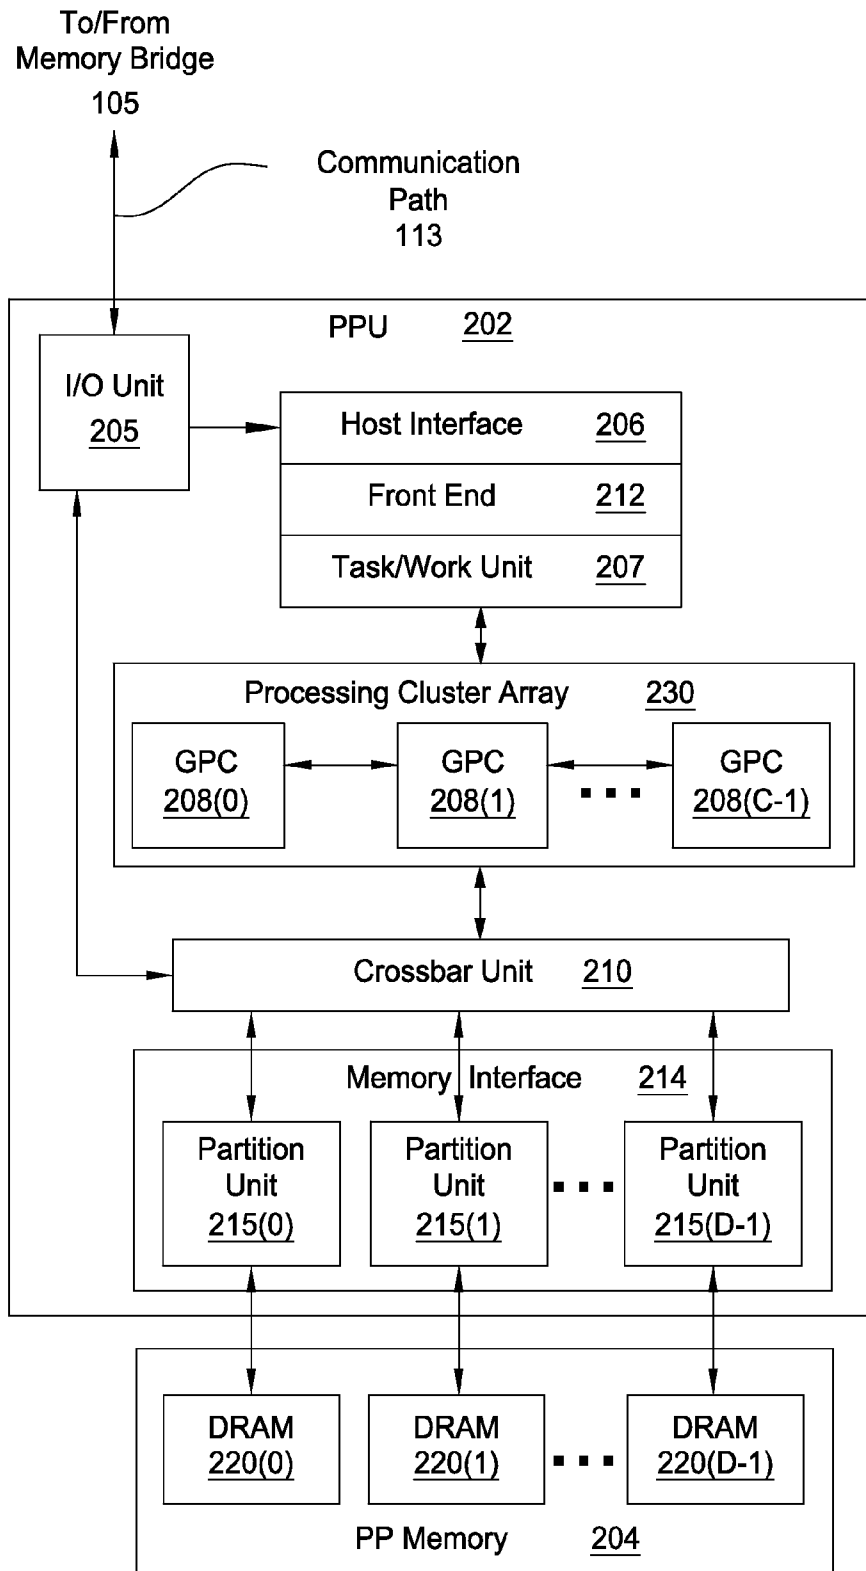 To/From
Memory Bridge
105
Communication
Path
113
PPU 202
I/O Unit
205
Host Interface 206
Front End 212
Task/Work Unit 207
Processing Cluster Array 230
GPC
208(0)
GPC
208(1)
GPC
208(C-1)
Crossbar Unit 210
Memory Interface 214
Partition
Unit
215(0)
Partition
Unit
215(1)
Partition
Unit
215(D-1)
DRAM
220(0)
DRAM
220(1)
DRAM
220(D-1)
PP Memory 204